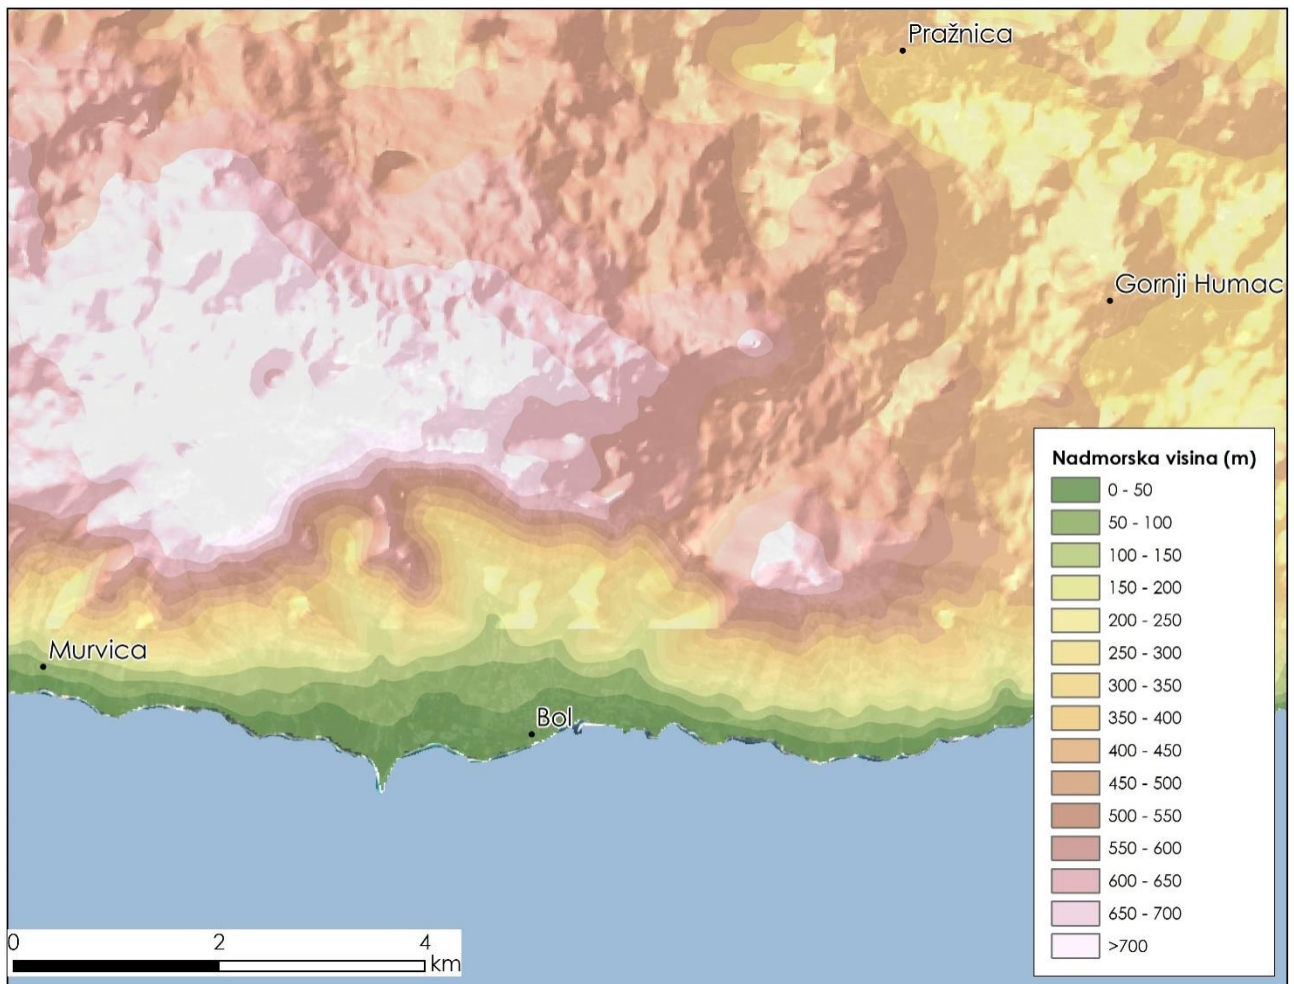 Pražnica
Gornji Humac
Murvica
Bol
Nadmorska visina (m)
0 - 50
50 - 100
100 - 150
150 - 200
200 - 250
250 - 300
300 - 350
350 - 400
400 - 450
450 - 500
500 - 550
550 - 600
600 - 650
650 - 700
>700
0 2 4
km